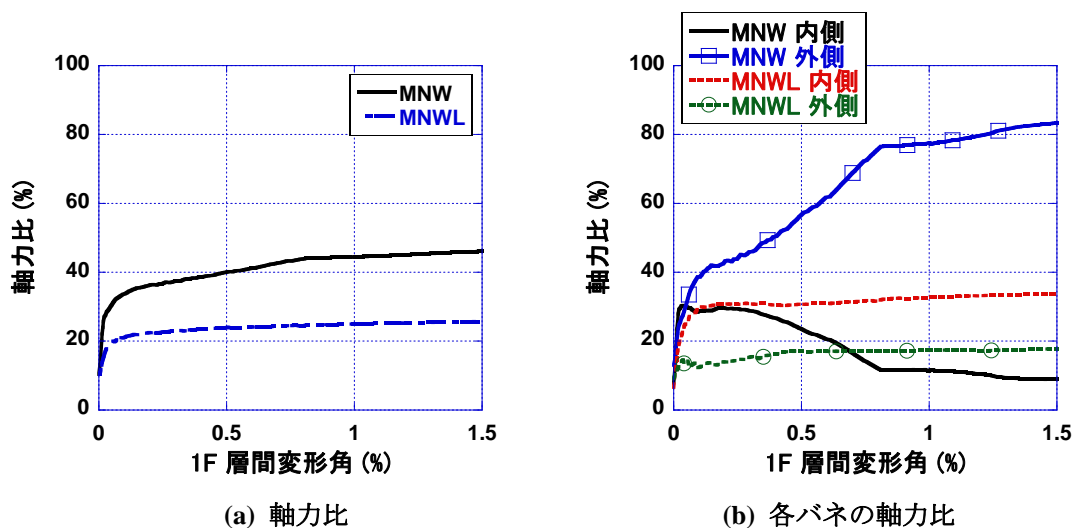 MNW
MNWL
100
80
60
40
20
0
軸力比 (%)
0
0.5
1
1.5
1F 層間変形角 (%)
(a) 軸力比
MNW 内側
MNW 外側
MNWL 内側
MNWL 外側
100
80
60
40
20
0
軸力比 (%)
0
0.5
1
1.5
1F 層間変形角 (%)
(b) 各バネの軸力比